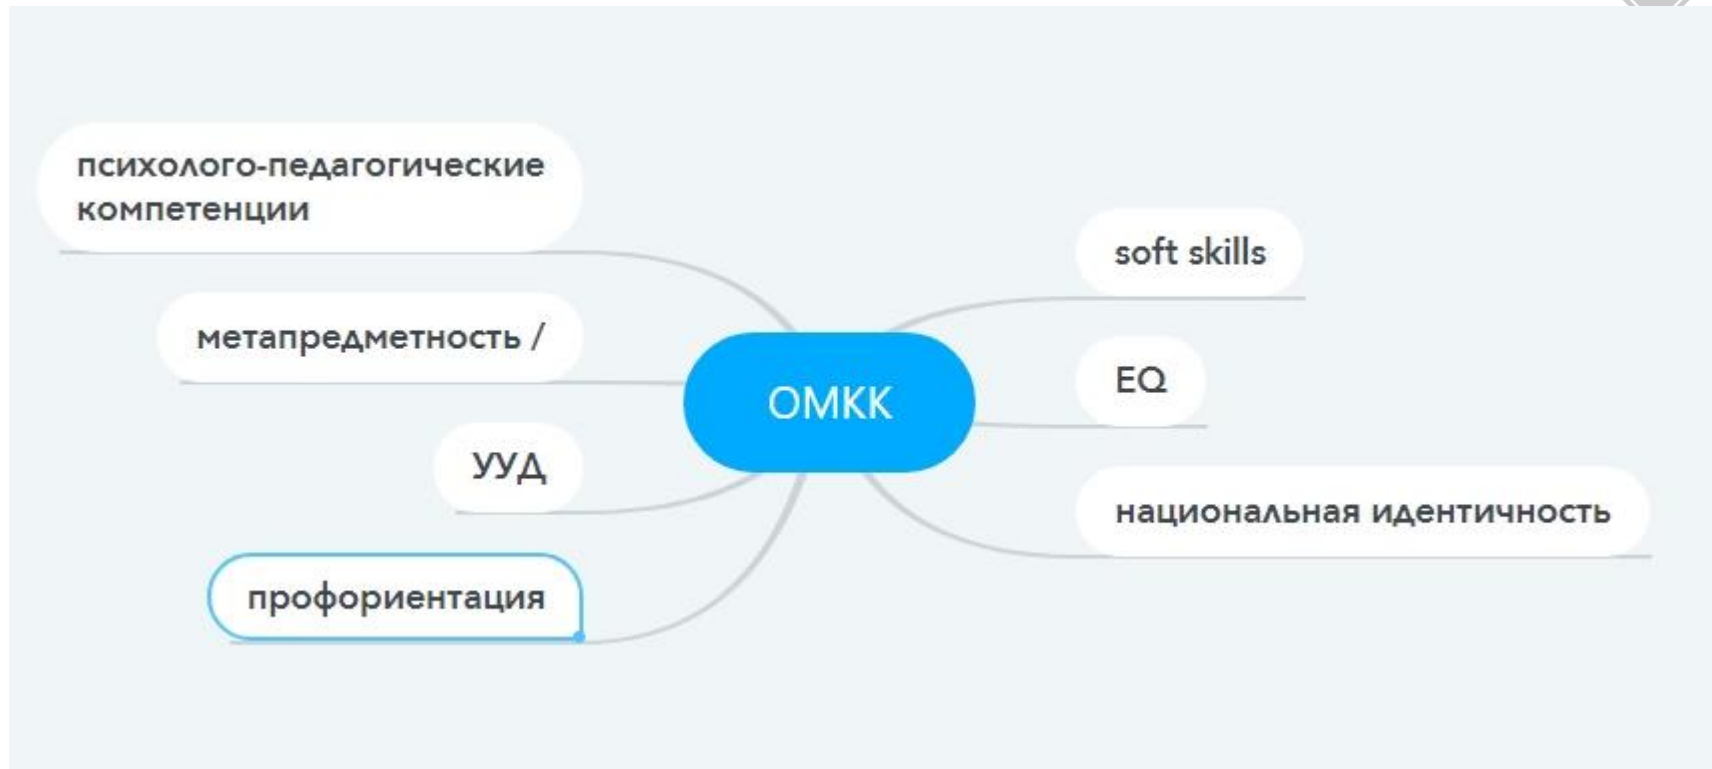 психолого-педагогические
компетенции
метапредметность /
УУД
профориентация
ОМКК
soft skills
EQ
национальная идентичность